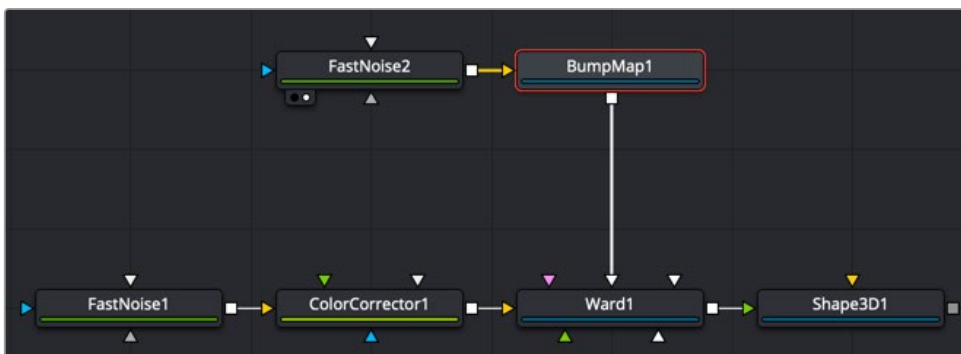 FastNoise2
BumpMap1
FastNoise1
ColorCorrector1
Ward1
Shape3D1